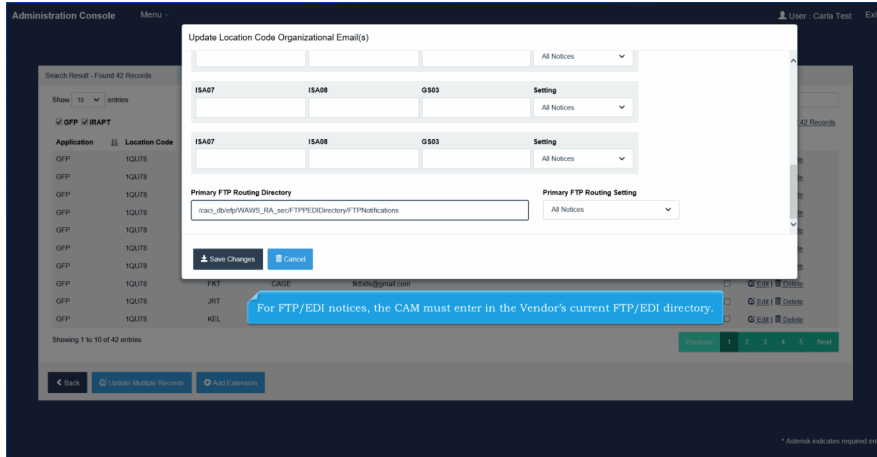 Administration Console Menu
User : Carla Test Exi
Update Location Code Organizational Email(s)
All Notices
Search Result - Found 42 Records
Show 10 entries
ISA07 ISA08 GS03 Setting
All Notices
GFP IRAPT
42 Records
Application Location Code
ISA07 ISA08 GS03 Setting
All Notices
GFP 1QU78
GFP 1QU78
GFP 1QU78
Primary FTP Routing Directory Primary FTP Routing Setting
GFP 1QU78
/caci_db/efp/WAWS_RA_sec/FTPPEDIDirectory/FTPNotifications All Notices
GFP 1QU78
GFP 1QU78
Save Changes Cancel
GFP 1QU78
GFP 1QU78 FKT CAGE fktbills@gmail.com Edit | Delete
GFP 1QU78 JRT Edit | Delete
For FTP/EDI notices, the CAM must enter in the Vendor's current FTP/EDI directory.
GFP 1QU78 KEL Edit | Delete
Showing 1 to 10 of 42 entries
Previous 1 2 3 4 5 Next
Back Update Multiple Records Add Extension
* Asterisk indicates required en